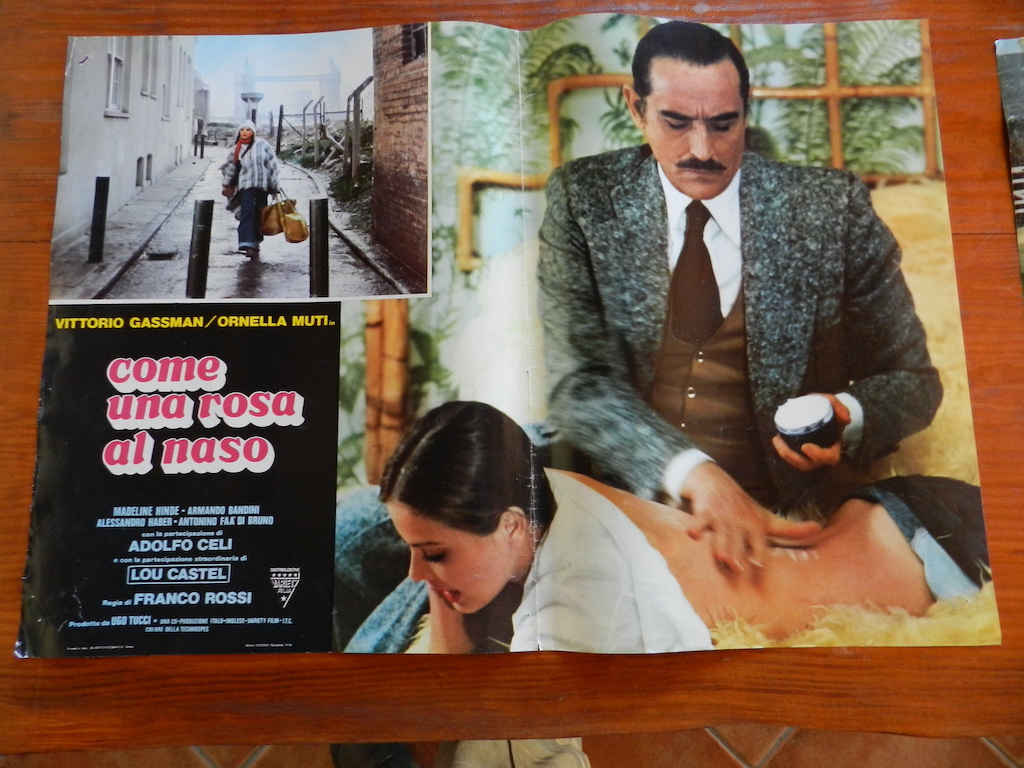 VITTORIO GASSMAN/ORNELLA MUTI in
come
una rosa
al naso
MADELINE HINDE - ARMANDO BANDINI
ALESSANDRO HABER - ANTONINO FAA' DI BRUNO
con la partecipazione di
ADOLFO CELI
e con la partecipazione straordinaria di
LOU CASTEL
Regia di FRANCO ROSSI
DISTRIBUZIONE
VARIETY
FILM
Prodotto da UGO TUCCI • UNA CO-PRODUZIONE ITALO-INGLESE-VARIETY FILM - I.T.C.
COLORE DELLA TECHNOSPES